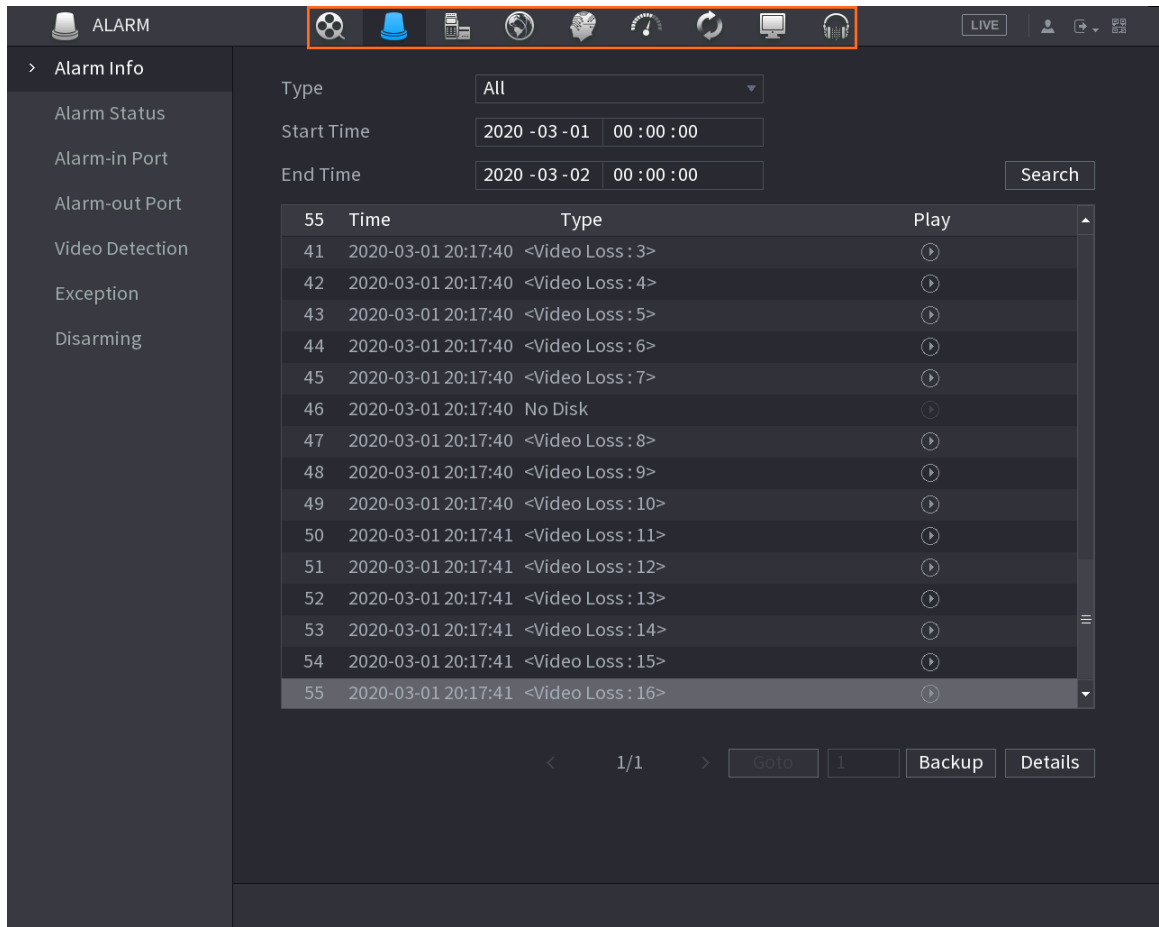 ALARM LIVE
Alarm Info
Alarm Status
Alarm-in Port
Alarm-out Port
Video Detection
Exception
Disarming
Type All
Start Time 2020 -03 -01 00 : 00 : 00
End Time 2020 -03 -02 00 : 00 : 00 Search
55 Time Type Play
41 2020-03-01 20:17:40 <Video Loss : 3>
42 2020-03-01 20:17:40 <Video Loss : 4>
43 2020-03-01 20:17:40 <Video Loss : 5>
44 2020-03-01 20:17:40 <Video Loss : 6>
45 2020-03-01 20:17:40 <Video Loss : 7>
46 2020-03-01 20:17:40 No Disk
47 2020-03-01 20:17:40 <Video Loss : 8>
48 2020-03-01 20:17:40 <Video Loss : 9>
49 2020-03-01 20:17:40 <Video Loss : 10>
50 2020-03-01 20:17:41 <Video Loss : 11>
51 2020-03-01 20:17:41 <Video Loss : 12>
52 2020-03-01 20:17:41 <Video Loss : 13>
53 2020-03-01 20:17:41 <Video Loss : 14>
54 2020-03-01 20:17:41 <Video Loss : 15>
55 2020-03-01 20:17:41 <Video Loss : 16>
< 1/1 > Goto 1 Backup Details